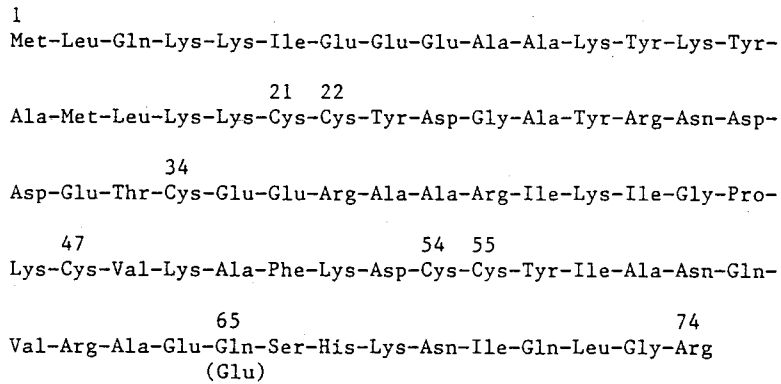 1
Met-Leu-Gln-Lys-Lys-Ile-Glu-Glu-Glu-Ala-Ala-Lys-Tyr-Lys-Tyr-
21 22
Ala-Met-Leu-Lys-Lys-Cys-Cys-Tyr-Asp-Gly-Ala-Tyr-Arg-Asn-Asp-
34
Asp-Glu-Thr-Cys-Glu-Glu-Arg-Ala-Ala-Arg-Ile-Lys-Ile-Gly-Pro-
47 54 55
Lys-Cys-Val-Lys-Ala-Phe-Lys-Asp-Cys-Cys-Tyr-Ile-Ala-Asn-Gln-
65 74
Val-Arg-Ala-Glu-Gln-Ser-His-Lys-Asn-Ile-Gln-Leu-Gly-Arg
(Glu)